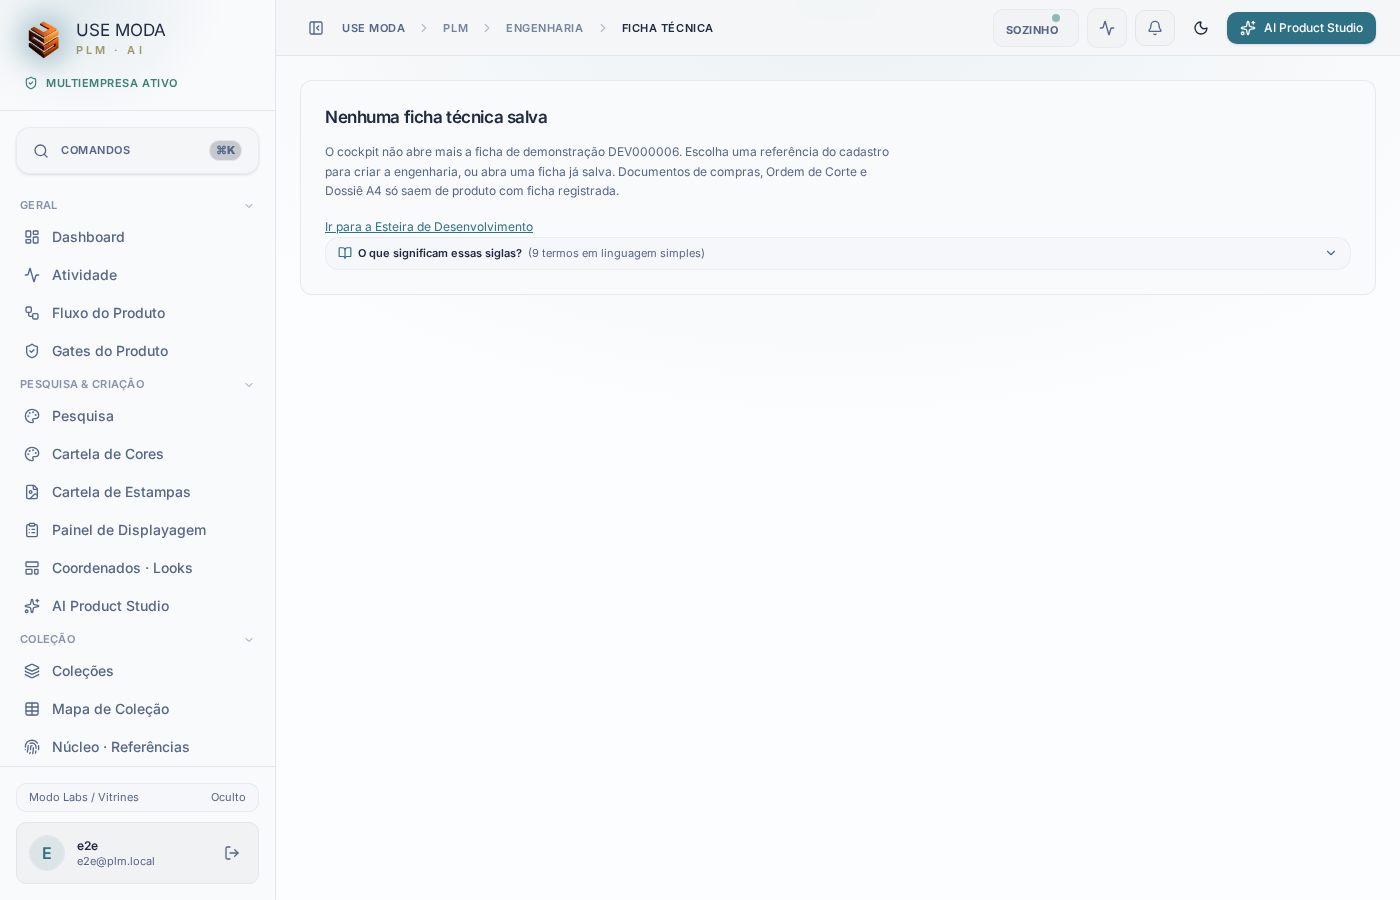 USE MODA
PLM · AI
MULTIEMPRESA ATIVO
COMANDOS
⌘K
GERAL
Dashboard
Atividade
Fluxo do Produto
Gates do Produto
PESQUISA & CRIAÇÃO
Pesquisa
Cartela de Cores
Cartela de Estampas
Painel de Displayagem
Coordenados · Looks
AI Product Studio
COLEÇÃO
Coleções
Mapa de Coleção
Núcleo · Referências
Modo Labs / Vitrines Oculto
E
e2e
e2e@plm.local
USE MODA PLM ENGENHARIA FICHA TÉCNICA
SOZINHO
AI Product Studio
Nenhuma ficha técnica salva
O cockpit não abre mais a ficha de demonstração DEV000006. Escolha uma referência do cadastro
para criar a engenharia, ou abra uma ficha já salva. Documentos de compras, Ordem de Corte e
Dossiê A4 só saem de produto com ficha registrada.
Ir para a Esteira de Desenvolvimento
O que significam essas siglas? (9 termos em linguagem simples)